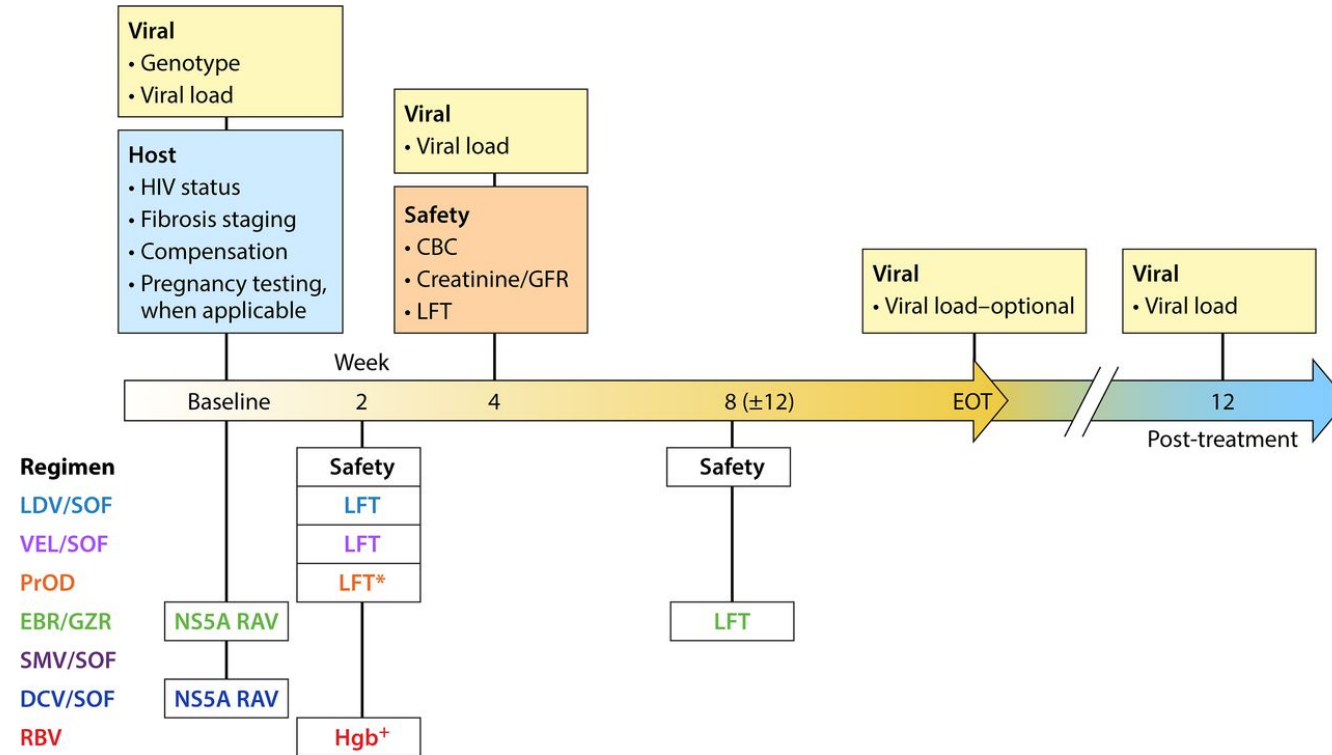 Viral
• Genotype
• Viral load
Host
• HIV status
• Fibrosis staging
• Compensation
• Pregnancy testing,
when applicable
Viral
• Viral load
Safety
• CBC
• Creatinine/GFR
• LFT
Viral
• Viral load–optional
Viral
• Viral load
Week
Baseline 2 4 8 (±12) EOT 12
Post-treatment
Regimen Safety Safety
LDV/SOF LFT
VEL/SOF LFT
PrOD LFT*
EBR/GZR NS5A RAV LFT
SMV/SOF
DCV/SOF NS5A RAV
RBV Hgb+